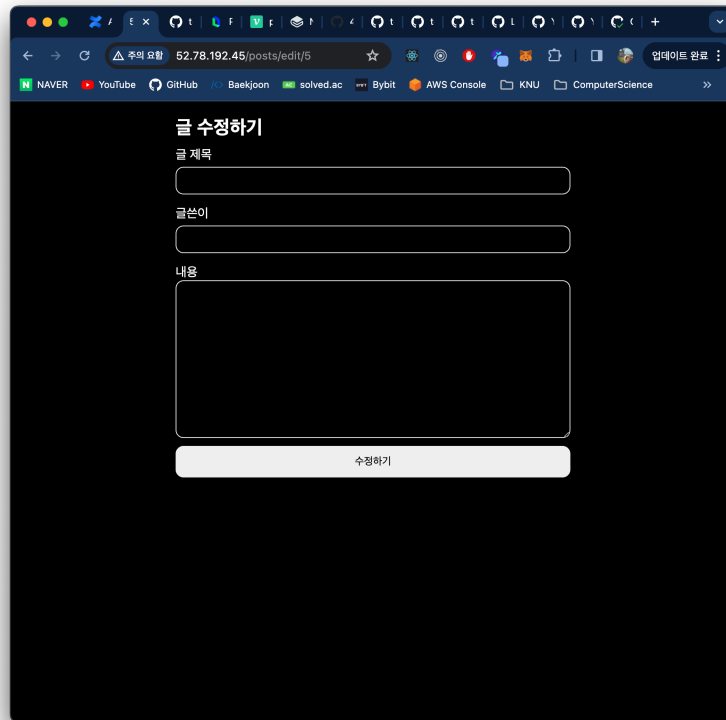 주의 요함
52.78.192.45/posts/edit/5
업데이트 완료
NAVER
YouTube
GitHub
Baekjoon
solved.ac
Bybit
AWS Console
KNU
ComputerScience
글 수정하기
글 제목
글쓴이
내용
수정하기